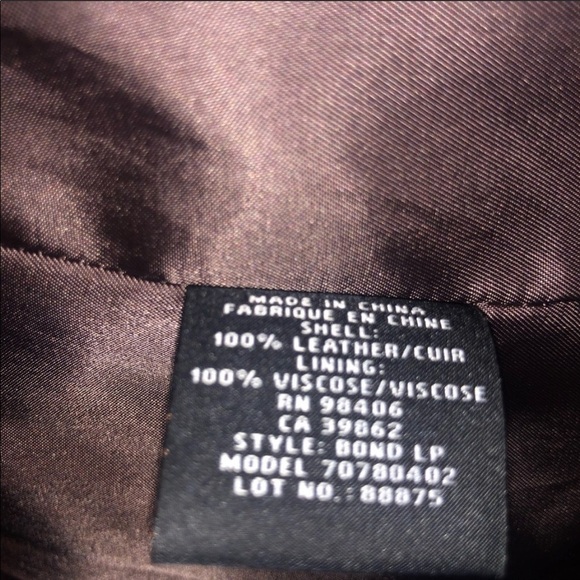 MADE IN CHINA
FABRIQUE EN CHINE
SHELL:
100% LEATHER/CUIR
LINING:
100% VISCOSE/VISCOSE
RN 98406
CA 39862
STYLE: BOND LP
MODEL 70780402
LOT NO.: 88875